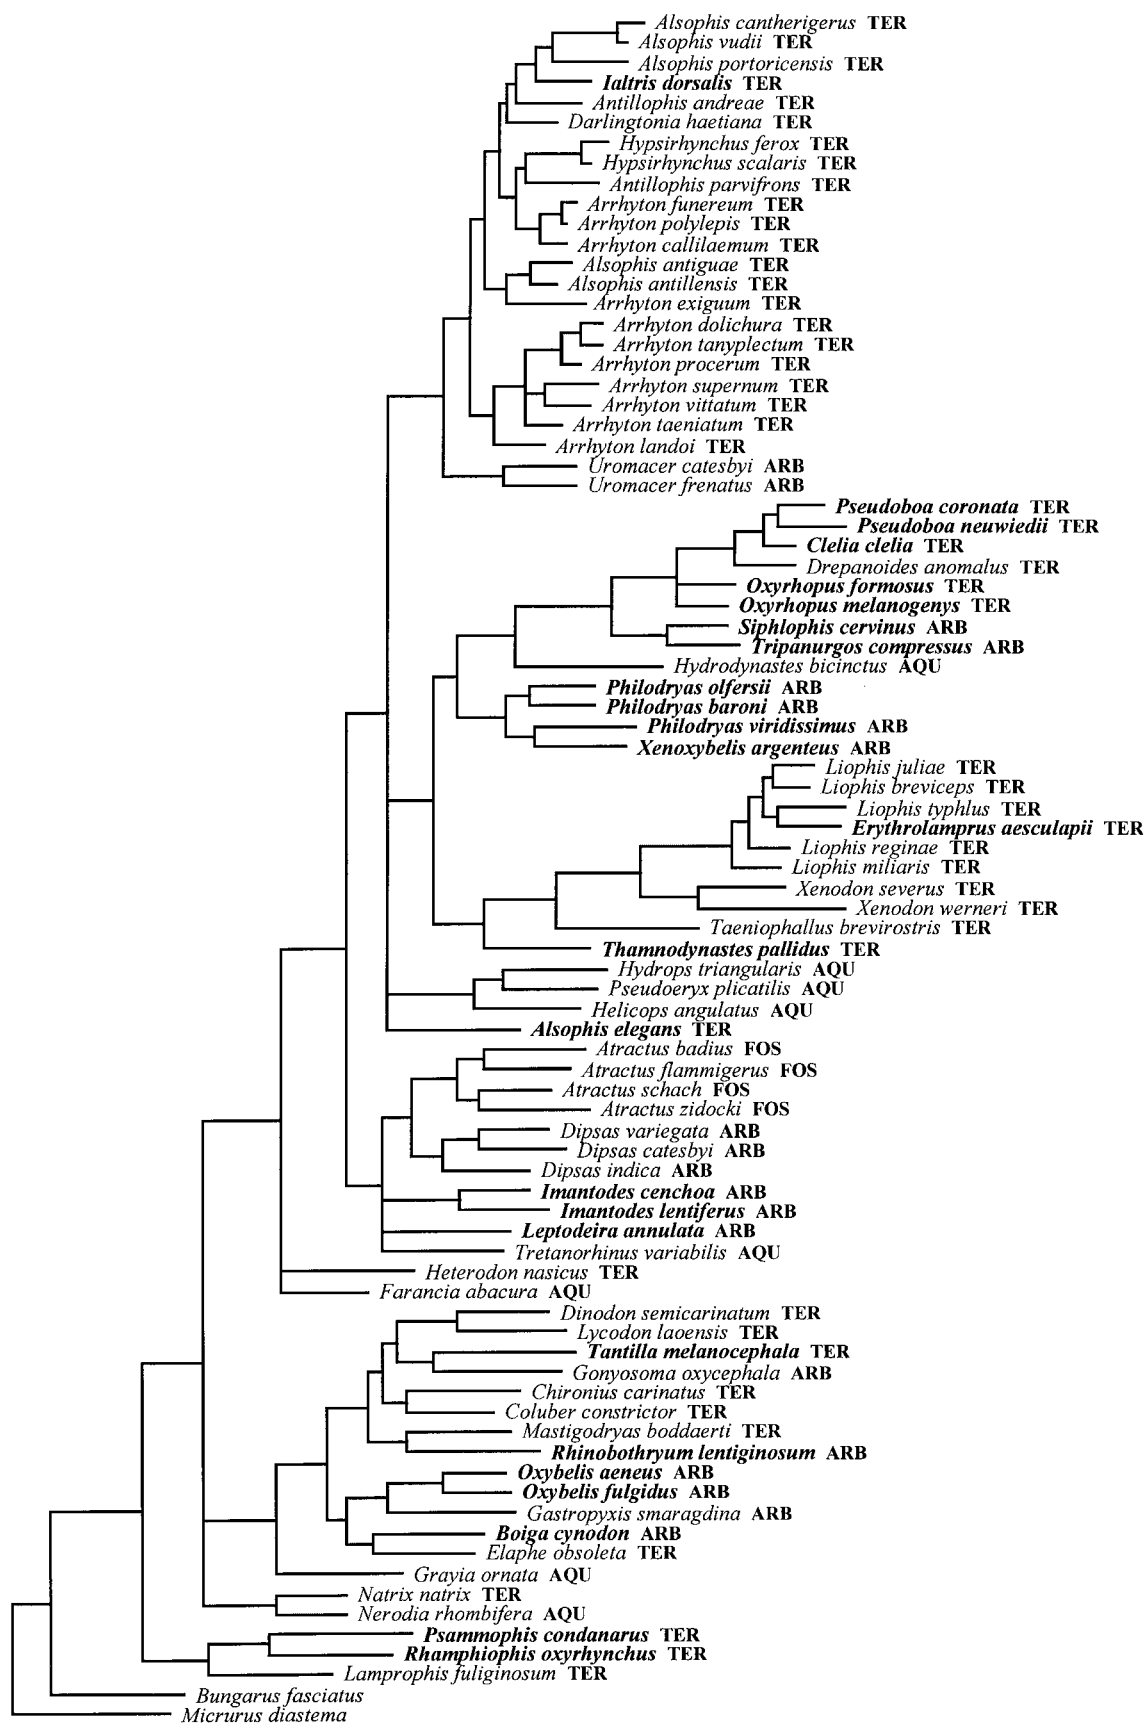 Alsophis cantherigerus TER
Alsophis vudii TER
Alsophis portoricensis TER
Ialtris dorsalis TER
Antillophis andreae TER
Darlingtonia haetiana TER
Hypsirhynchus ferox TER
Hypsirhynchus scalaris TER
Antillophis parvifrons TER
Arrhyton funereum TER
Arrhyton polylepis TER
Arrhyton callilaemum TER
Alsophis antiguae TER
Alsophis antillensis TER
Arrhyton exiguum TER
Arrhyton dolichura TER
Arrhyton tanyplectum TER
Arrhyton procerum TER
Arrhyton supernum TER
Arrhyton vittatum TER
Arrhyton taeniatum TER
Arrhyton landoi TER
Uromacer catesbyi ARB
Uromacer frenatus ARB
Pseudoboa coronata TER
Pseudoboa neuwiedii TER
Clelia clelia TER
Drepanoides anomalus TER
Oxyrhopus formosus TER
Oxyrhopus melanogenys TER
Siphlophis cervinus ARB
Tripanurgos compressus ARB
Hydrodynastes bicinctus AQU
Philodryas olfersii ARB
Philodryas baroni ARB
Philodryas viridissimus ARB
Xenoxybelis argenteus ARB
Liophis juliae TER
Liophis breviceps TER
Liophis typhlus TER
Erythrolamprus aesculapii TER
Liophis reginae TER
Liophis miliaris TER
Xenodon severus TER
Xenodon werneri TER
Taeniophallus brevirostris TER
Thamnodynastes pallidus TER
Hydrops triangularis AQU
Pseudoeryx plicatilis AQU
Helicops angulatus AQU
Alsophis elegans TER
Atractus badius FOS
Atractus flammigerus FOS
Atractus schach FOS
Atractus zidocki FOS
Dipsas variegata ARB
Dipsas catesbyi ARB
Dipsas indica ARB
Imantodes cenchoa ARB
Imantodes lentiferus ARB
Leptodeira annulata ARB
Tretanorhinus variabilis AQU
Heterodon nasicus TER
Farancia abacura AQU
Dinodon semicarinatum TER
Lycodon laoensis TER
Tantilla melanocephala TER
Gonyosoma oxycephala ARB
Chironius carinatus TER
Coluber constrictor TER
Mastigodryas boddaerti TER
Rhinobothryum lentiginosum ARB
Oxybelis aeneus ARB
Oxybelis fulgidus ARB
Gastropyxis smaragdina ARB
Boiga cynodon ARB
Elaphe obsoleta TER
Grayia ornata AQU
Natrix natrix TER
Nerodia rhombifera AQU
Psammophis condanarus TER
Rhamphiophis oxyrhynchus TER
Lamprophis fuliginosum TER
Bungarus fasciatus
Micrurus diastema